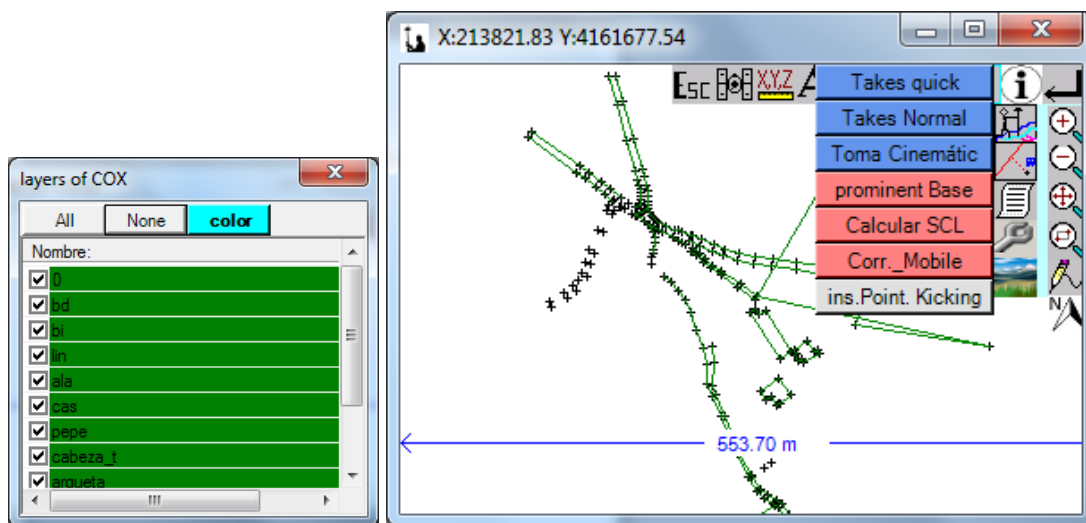 layers of COX
All None color
Nombre:
0
bd
bi
lin
ala
cas
pepe
cabeza_t
arqueta
X:213821.83 Y:4161677.54
Esc X,Y,Z A
Takes quick
Takes Normal
Toma Cinemátic
prominent Base
Calcular SCL
Corr._Mobile
ins.Point. Kicking
N
553.70 m